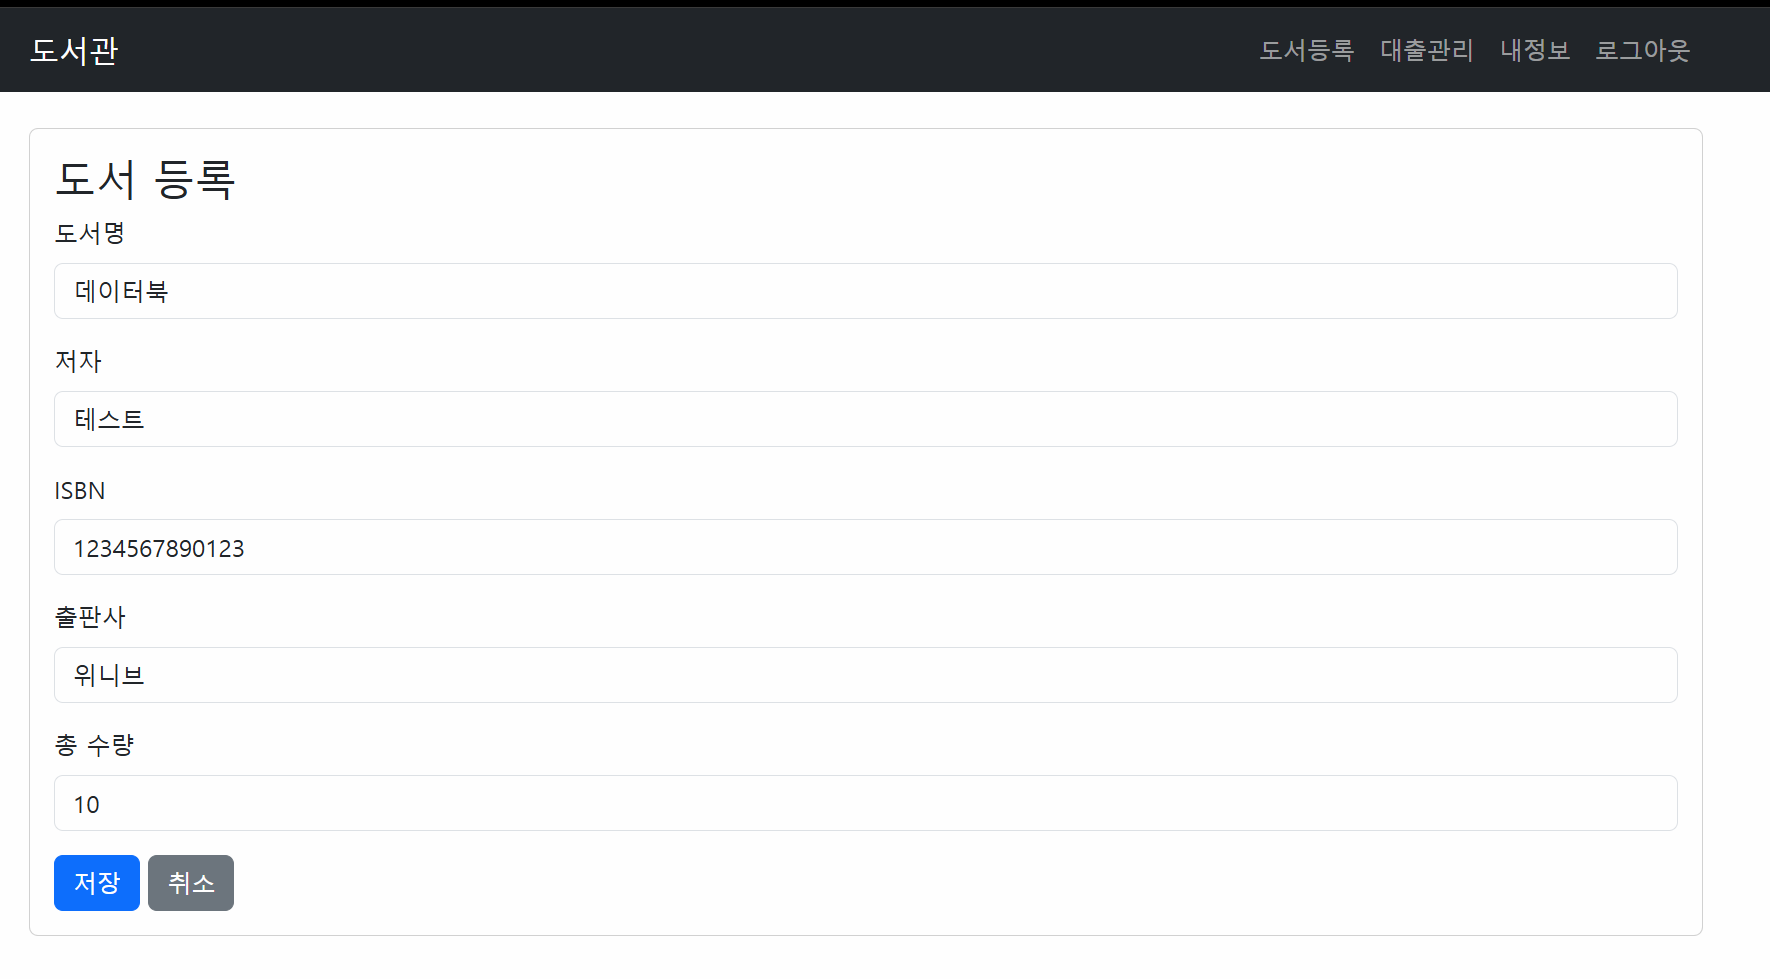 도서관 도서등록 대출관리 내정보 로그아웃
도서 등록
도서명
데이터북
저자
테스트
ISBN
1234567890123
출판사
위니브
총 수량
10
저장 취소